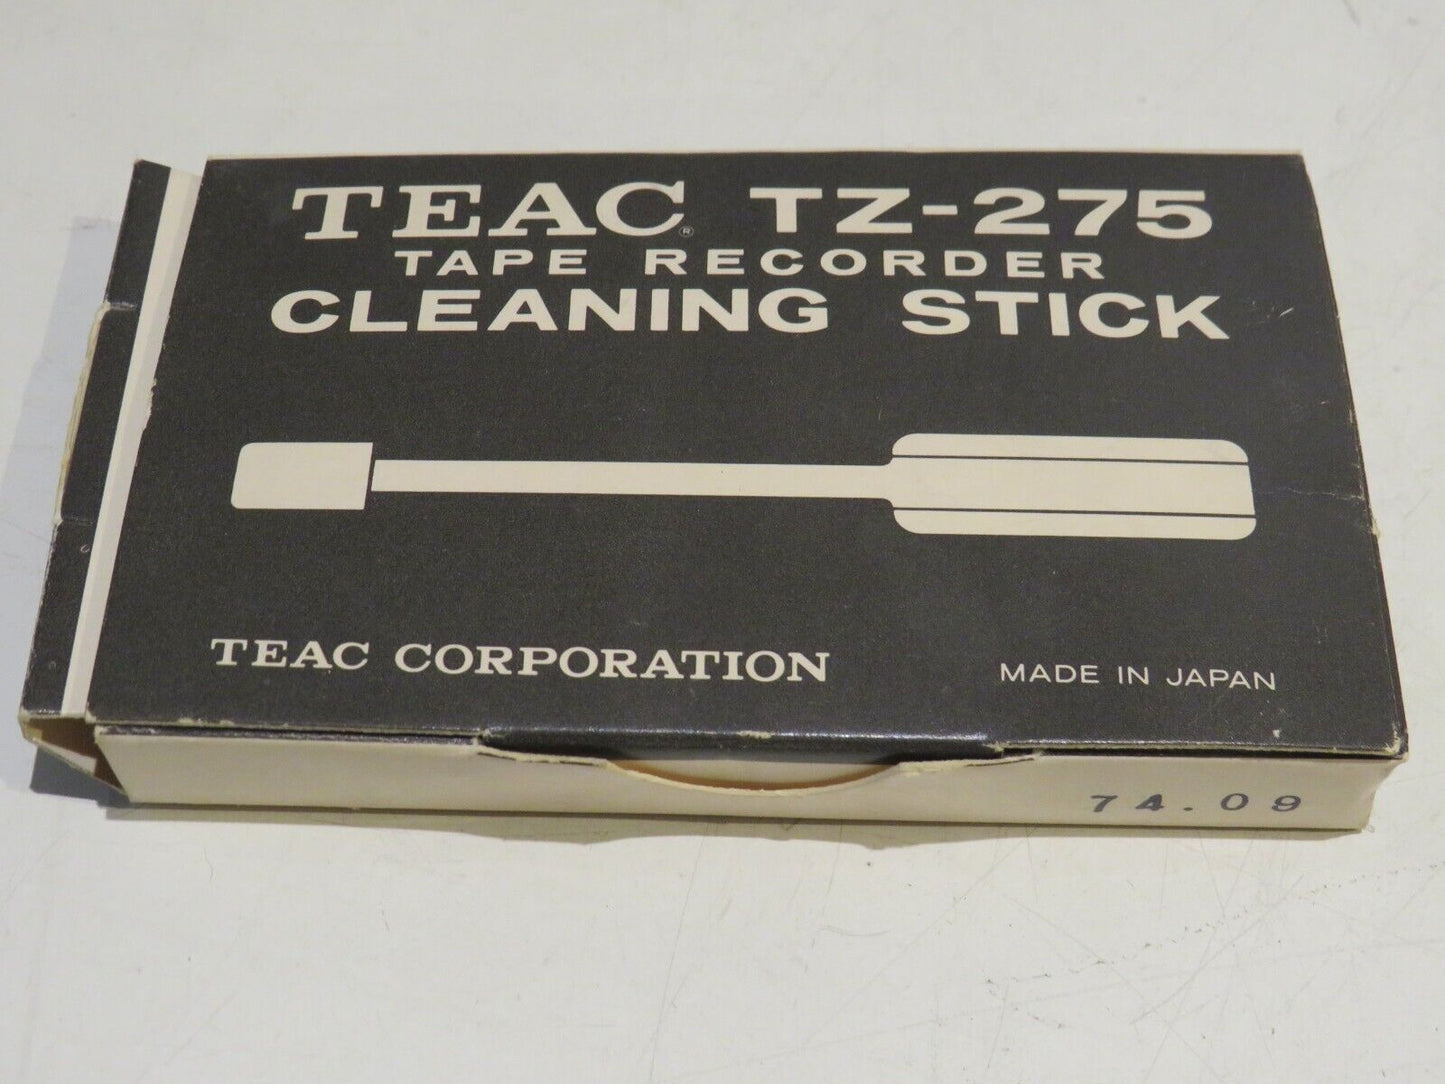 TEAC® TZ-275
TAPE RECORDER
CLEANING STICK
TEAC CORPORATION
MADE IN JAPAN
74.09